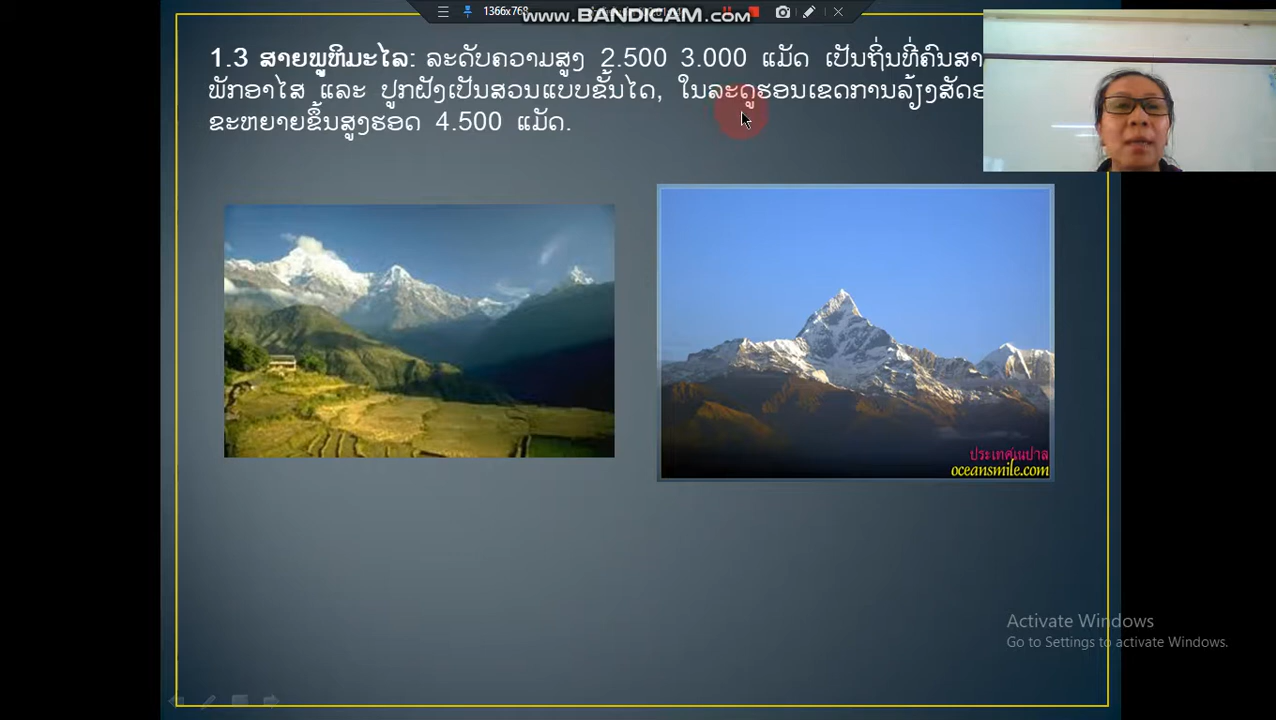 1366x768
www.BANDICAM.com
1.3 ສາຍພູຫິມະໄລ: ລະດັບຄວາມສູງ 2.500 3.000 ແມັດ ເປັນຖິ່ນທີ່ຄົນສາ
ພັກອາໄສ ແລະ ປູກຝັງເປັນສວນແບບຂັ້ນໄດ, ໃນລະດູຮອນເຂດການລ້ຽງສັດ
ຂະຫຍາຍຂຶ້ນສູງຮອດ 4.500 ແມັດ.
ประเทศเนปาล
oceansmile.com
Activate Windows
Go to Settings to activate Windows.